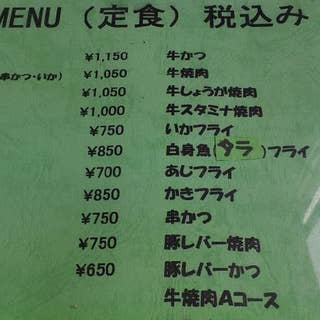 MENU (定食) 税込み
¥1,150 牛かつ
串かつ・いか) ¥1,050 牛焼肉
¥1,050 牛しょうが焼肉
¥1,000 牛スタミナ焼肉
¥750 いかフライ
¥850 白身魚(タラ)フライ
¥700 あじフライ
¥850 かきフライ
¥750 串かつ
¥750 豚レバー焼肉
¥650 豚レバーかつ
牛焼肉Aコース